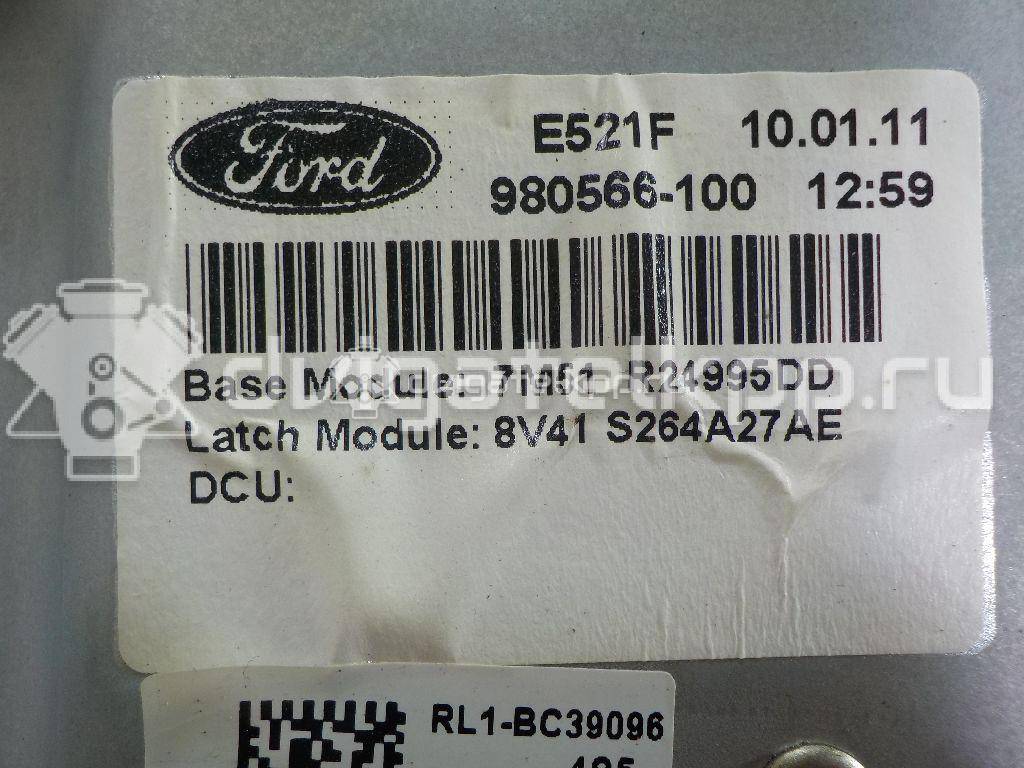 Ford
E521F 10.01.11
980566-100 12:59
Base Module: 7M51 R24995DD
Latch Module: 8V41 S264A27AE
DCU:
RL1-BC39096